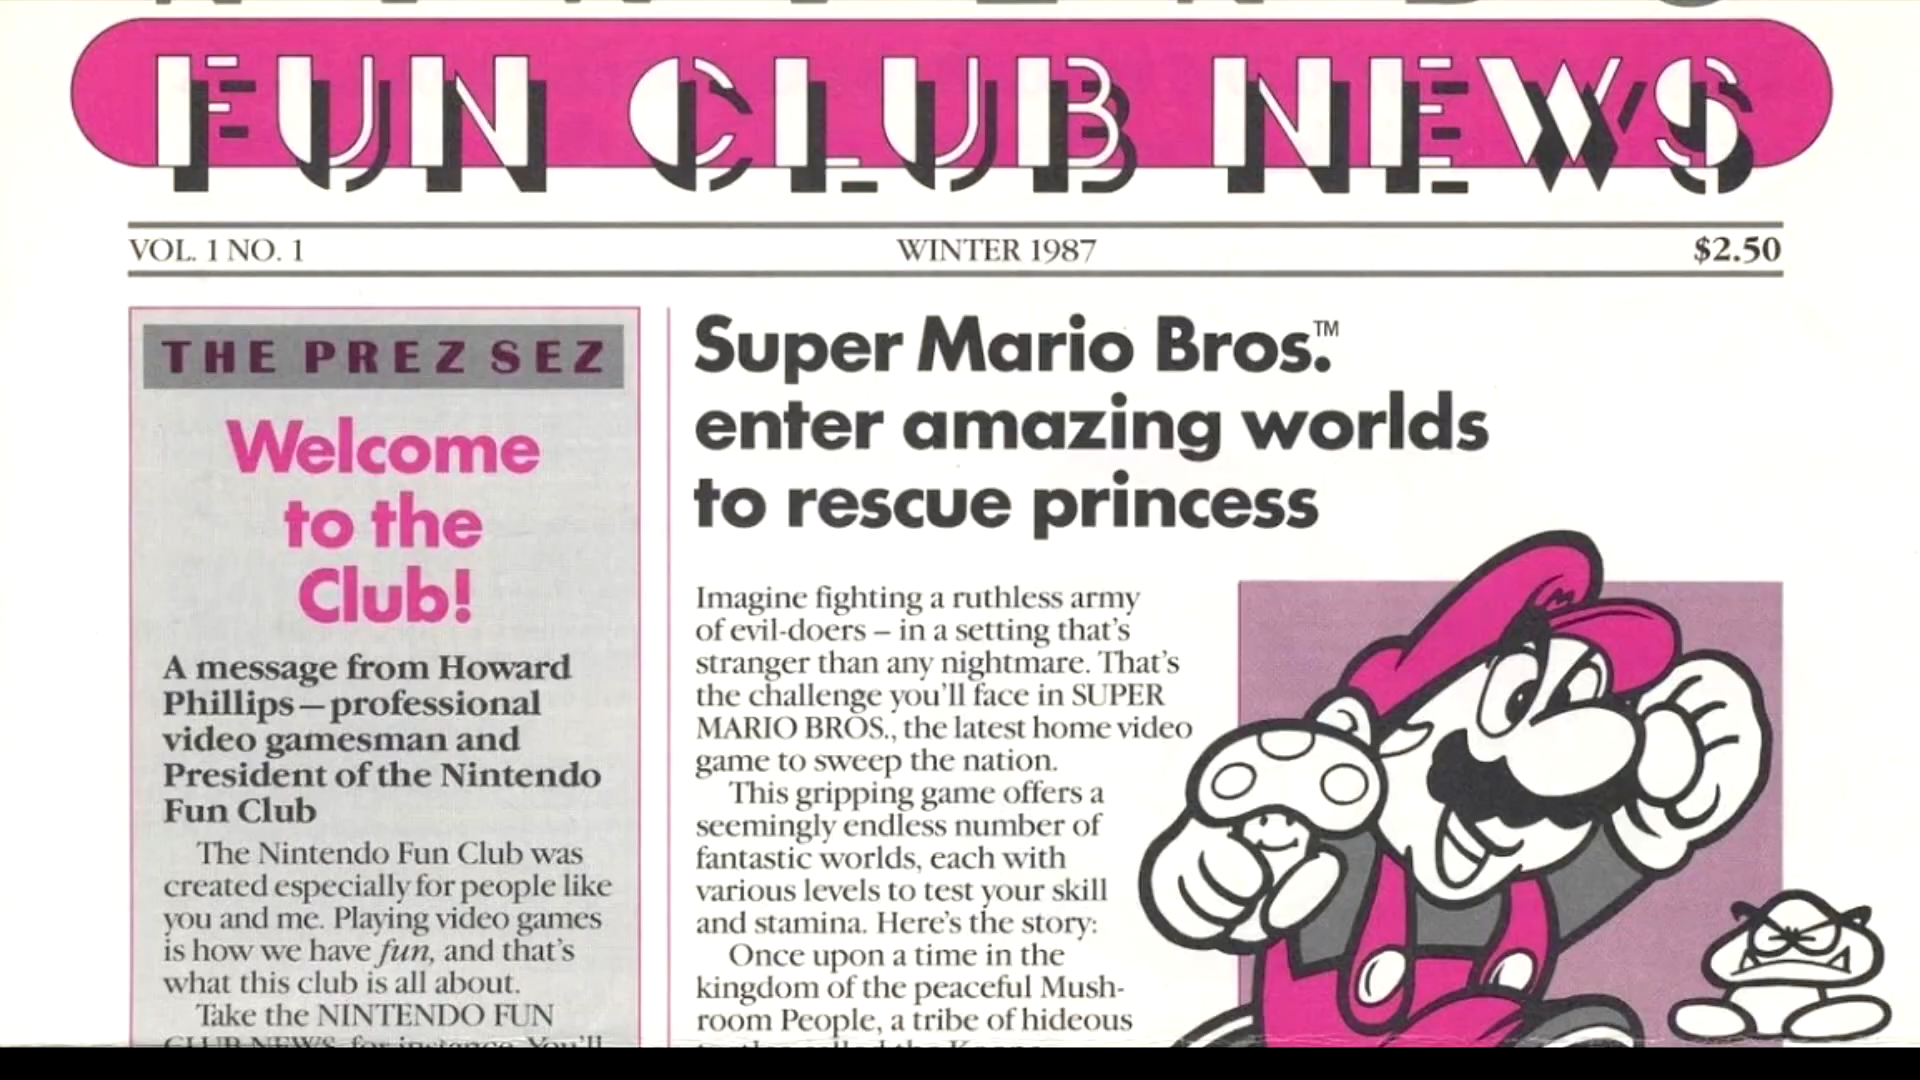 FUN CLUB NEWS
VOL. 1 NO. 1
WINTER 1987
$2.50
THE PREZ SEZ
Welcome
to the
Club!
A message from Howard
Phillips—professional
video gamesman and
President of the Nintendo
Fun Club
The Nintendo Fun Club was
created especially for people like
you and me. Playing video games
is how we have fun, and that's
what this club is all about.
Take the NINTENDO FUN
CLUB NEWS, for instance. You'll
Super Mario Bros.™
enter amazing worlds
to rescue princess
Imagine fighting a ruthless army
of evil-doers – in a setting that's
stranger than any nightmare. That's
the challenge you'll face in SUPER
MARIO BROS., the latest home video
game to sweep the nation.
This gripping game offers a
seemingly endless number of
fantastic worlds, each with
various levels to test your skill
and stamina. Here's the story:
Once upon a time in the
kingdom of the peaceful Mush-
room People, a tribe of hideous
M